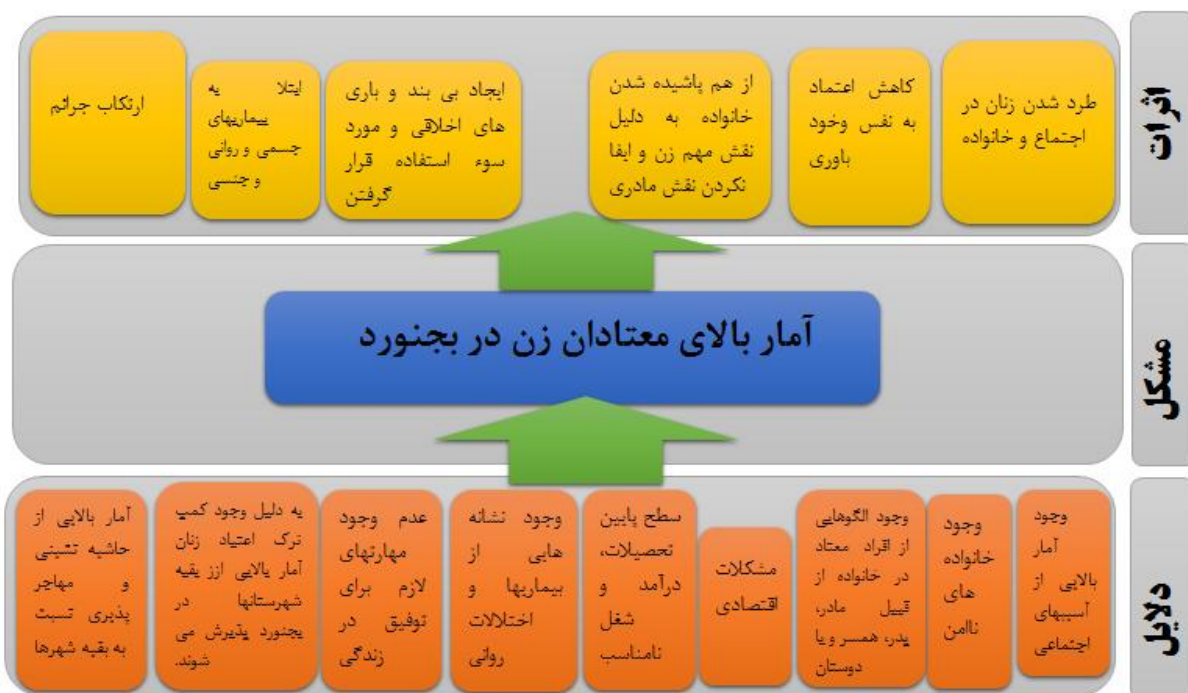 اثرات
طرد شدن زنان در
اجتماع و خانواده
کاهش اعتماد
به نفس وخود
باوری
از هم پاشیده شدن
خانواده به دلیل
نقش مهم زن و ایفا
نکردن نقش مادری
ایجاد بی بند و باری
های اخلاقی و مورد
سوء استفاده قرار
گرفتن
ابتلا به
بیماریهای
جسمی و روانی
و جنسی
ارتکاب جرائم
مشکل
آمار بالای معتادان زن در بجنورد
دلایل
وجود
آمار
بالایی از
آسیبهای
اجتماعی
وجود
خانواده
های
ناامن
وجود الگوهایی
از افراد معتاد
در خانواده از
قبیل مادر،
پدر، همسر و یا
دوستان
مشکلات
اقتصادی
سطح پایین
تحصیلات،
درآمد و
شغل
نامناسب
وجود نشانه
هایی از
بیماریها و
اختلالات
روانی
عدم وجود
مهارتهای
لازم برای
توفیق در
زندگی
به دلیل وجود کمپ
ترک اعتیاد زنان
آمار بالایی ازز بقیه
شهرستانها در
بجنورد پذیرش می
شوند.
آمار بالایی از
حاشیه نشینی
و مهاجر
پذیری نسبت
به بقیه شهرها